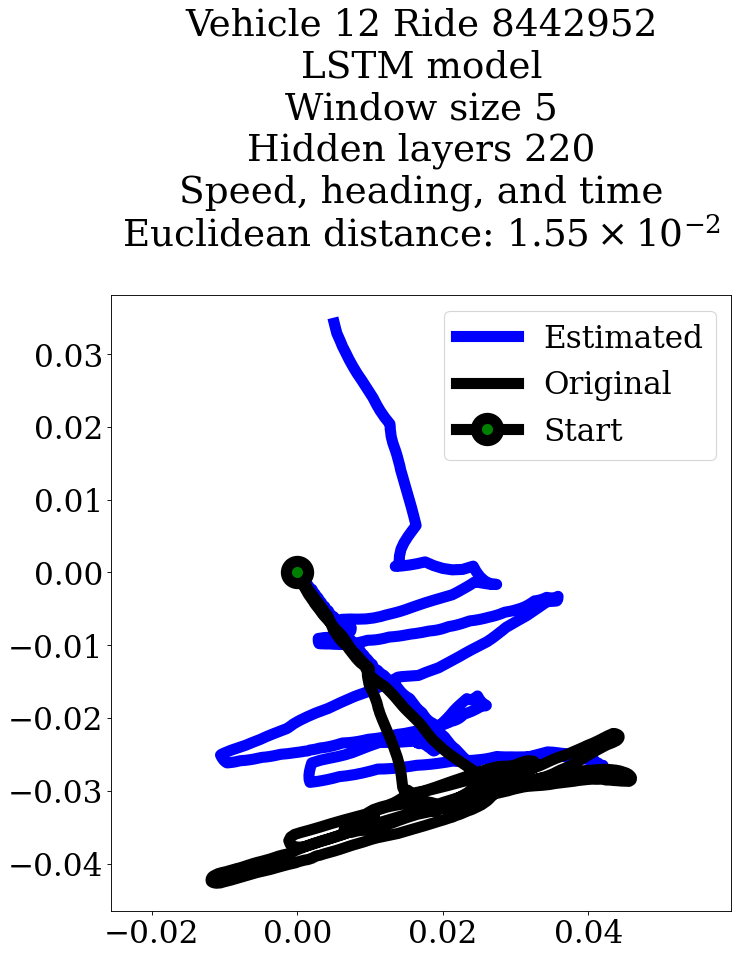 Vehicle 12 Ride 8442952
LSTM model
Window size 5
Hidden layers 220
Speed, heading, and time
Euclidean distance: 1.55 × 10⁻²
Estimated
Original
Start
0.03
0.02
0.01
0.00
−0.01
−0.02
−0.03
−0.04
−0.02 0.00 0.02 0.04